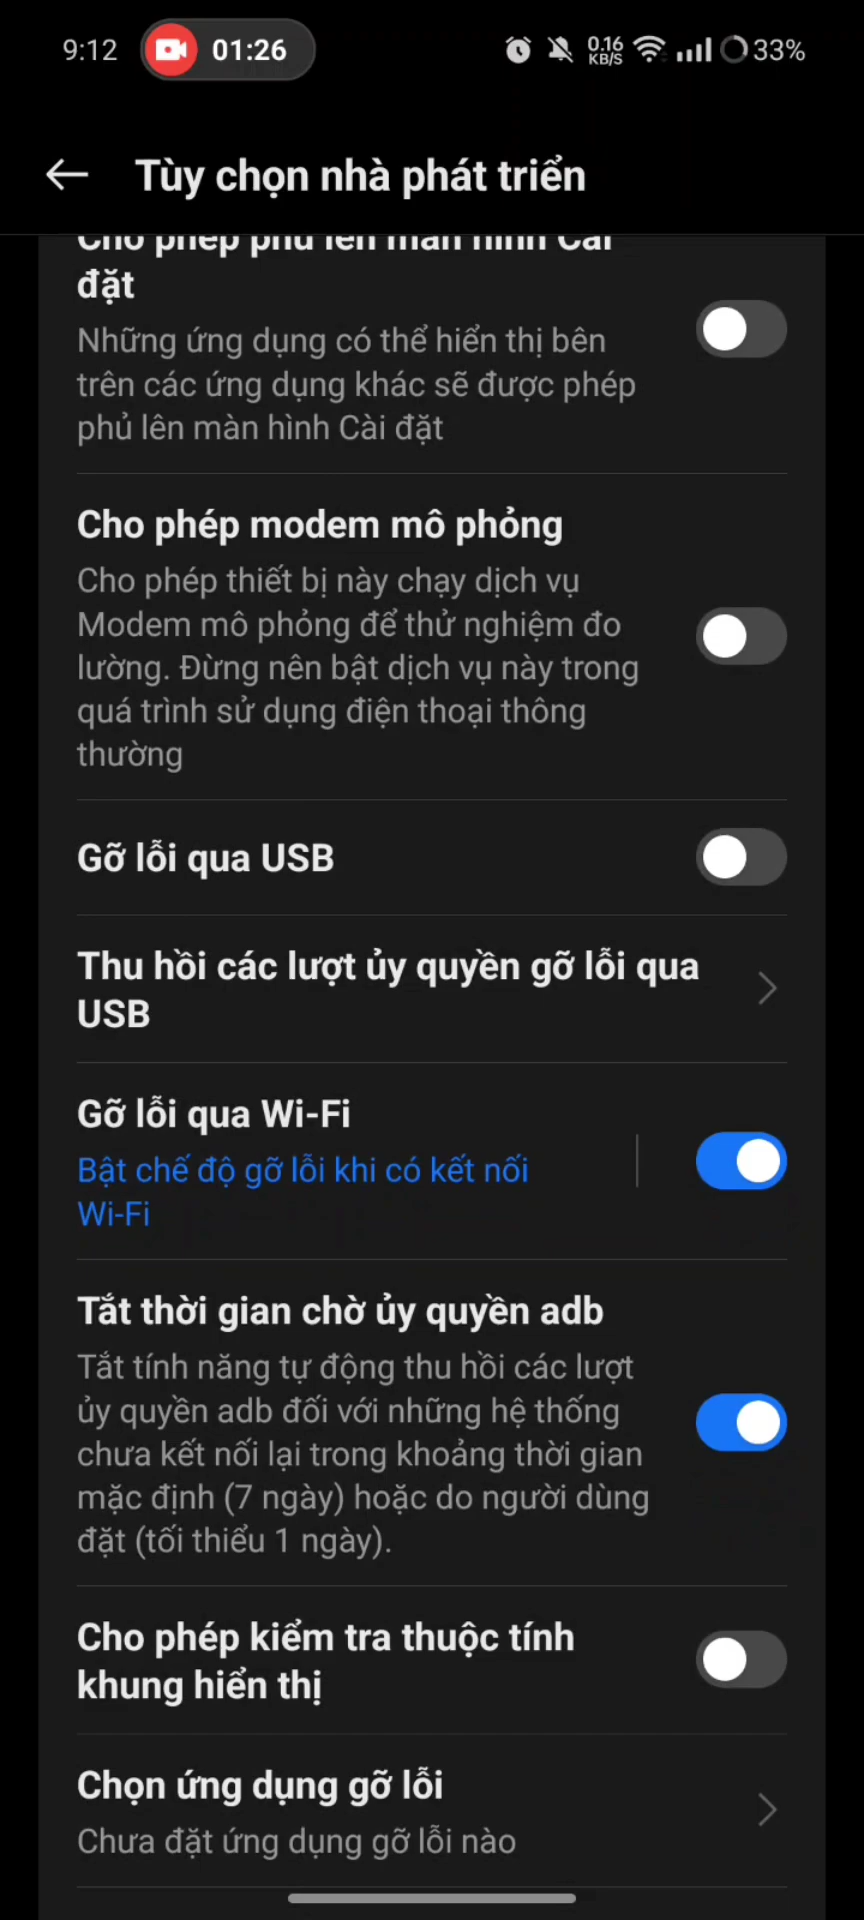 9:12
01:26
0.16
KB/S
33%
Tùy chọn nhà phát triển
Cho phép phủ lên màn hình Cài
đặt
Những ứng dụng có thể hiển thị bên
trên các ứng dụng khác sẽ được phép
phủ lên màn hình Cài đặt
Cho phép modem mô phỏng
Cho phép thiết bị này chạy dịch vụ
Modem mô phỏng để thử nghiệm đo
lường. Đừng nên bật dịch vụ này trong
quá trình sử dụng điện thoại thông
thường
Gỡ lỗi qua USB
Thu hồi các lượt ủy quyền gỡ lỗi qua
USB
Gỡ lỗi qua Wi-Fi
Bật chế độ gỡ lỗi khi có kết nối
Wi-Fi
Tắt thời gian chờ ủy quyền adb
Tắt tính năng tự động thu hồi các lượt
ủy quyền adb đối với những hệ thống
chưa kết nối lại trong khoảng thời gian
mặc định (7 ngày) hoặc do người dùng
đặt (tối thiểu 1 ngày).
Cho phép kiểm tra thuộc tính
khung hiển thị
Chọn ứng dụng gỡ lỗi
Chưa đặt ứng dụng gỡ lỗi nào